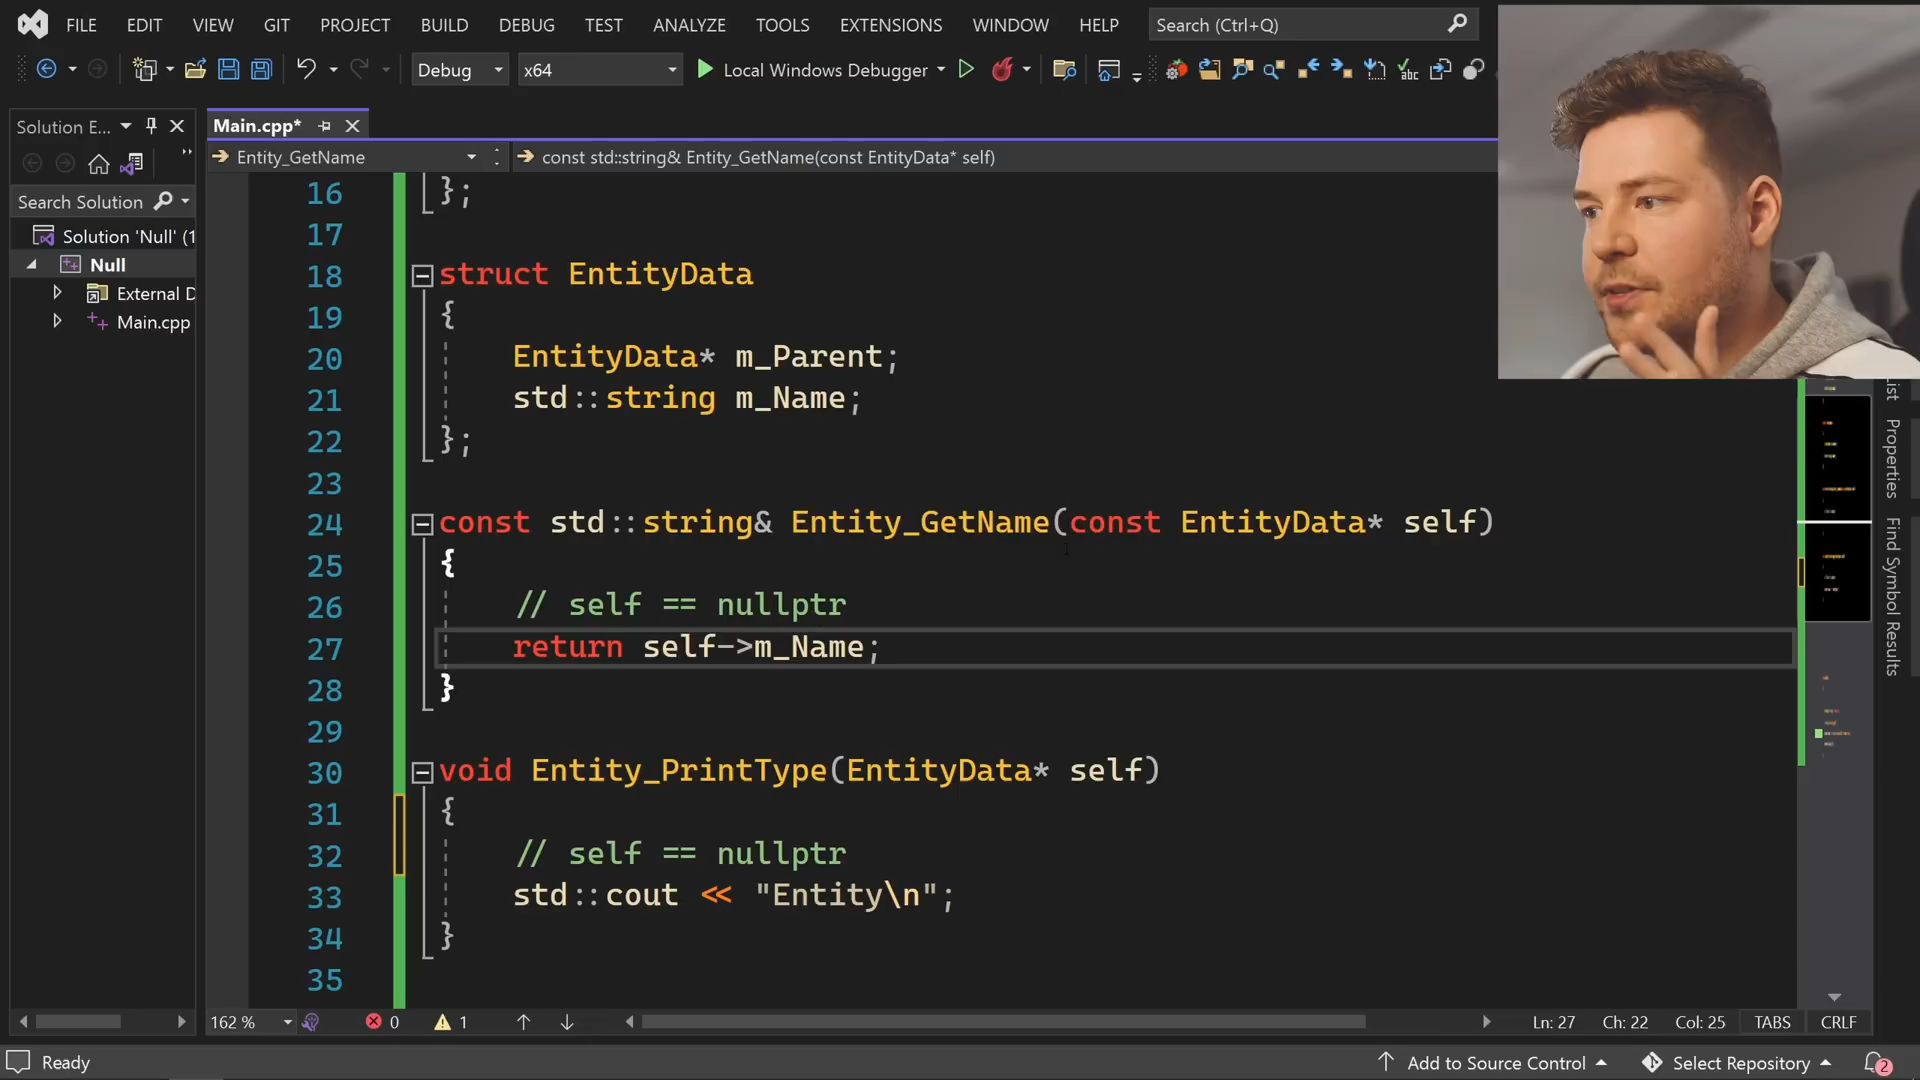 FILE EDIT VIEW GIT PROJECT BUILD DEBUG TEST ANALYZE TOOLS EXTENSIONS WINDOW HELP Search (Ctrl+Q)
Debug x64 Local Windows Debugger
Solution E... Main.cpp*
Entity_GetName const std::string& Entity_GetName(const EntityData* self)
Search Solution
Solution 'Null' (1
Null
External D
Main.cpp
16 };
17
18 struct EntityData
19 {
20 EntityData* m_Parent;
21 std::string m_Name;
22 };
23
24 const std::string& Entity_GetName(const EntityData* self)
25 {
26 // self == nullptr
27 return self->m_Name;
28 }
29
30 void Entity_PrintType(EntityData* self)
31 {
32 // self == nullptr
33 std::cout << "Entity\n";
34 }
35
List
Properties
Find Symbol Results
162 % 0 1 Ln: 27 Ch: 22 Col: 25 TABS CRLF
Ready Add to Source Control Select Repository 2